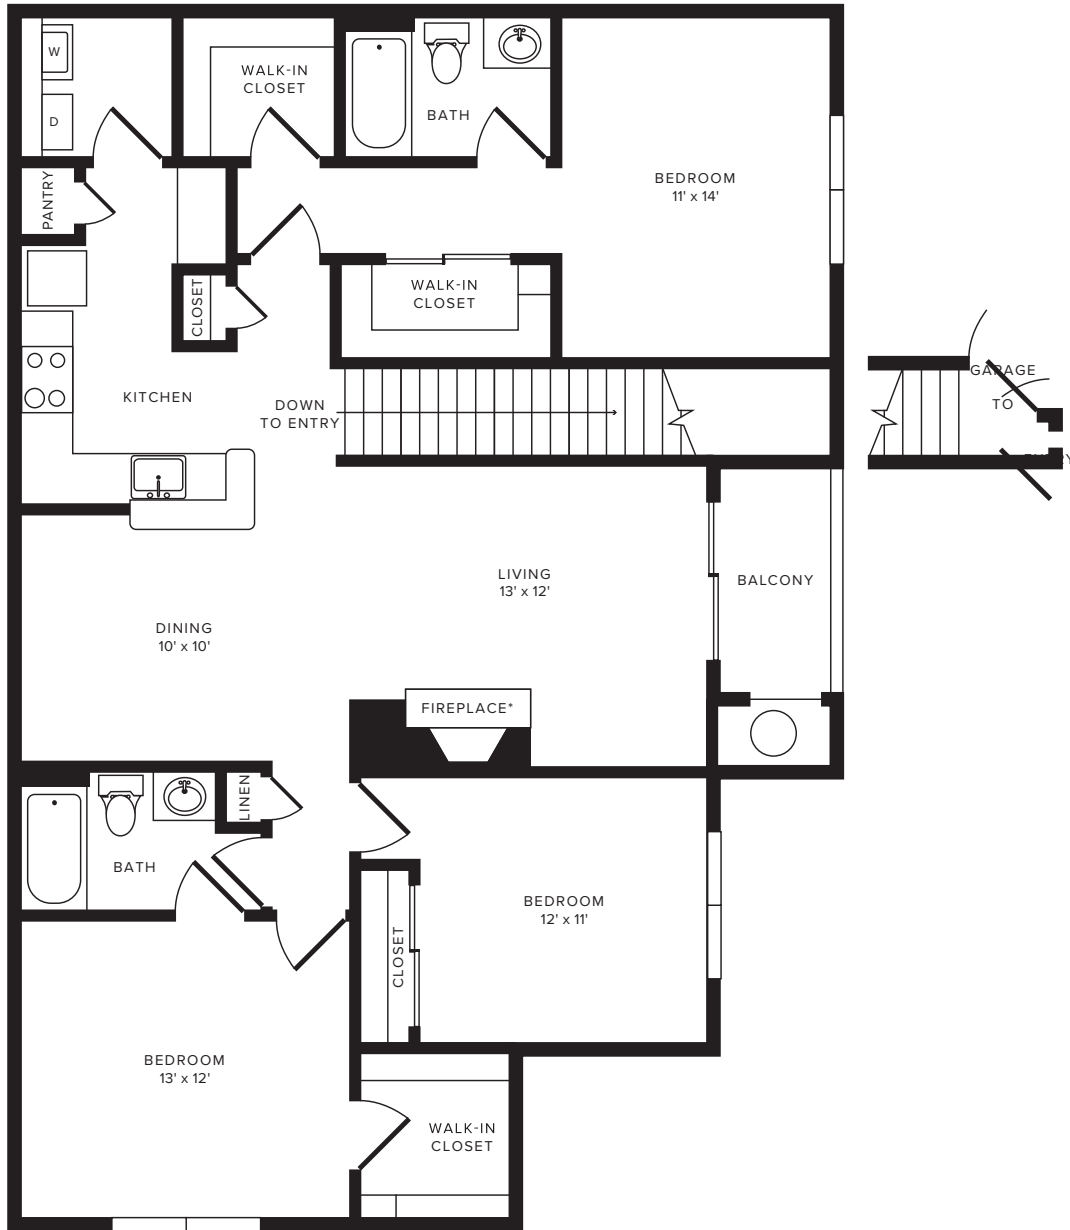 W
D
WALK-IN
CLOSET
BATH
BEDROOM
11' x 14'
PANTRY
CLOSET
WALK-IN
CLOSET
KITCHEN
DOWN
TO ENTRY
GARAGE
TO
ENTRY
LIVING
13' x 12'
BALCONY
DINING
10' x 10'
FIREPLACE*
LINEN
BATH
BEDROOM
12' x 11'
CLOSET
BEDROOM
13' x 12'
WALK-IN
CLOSET